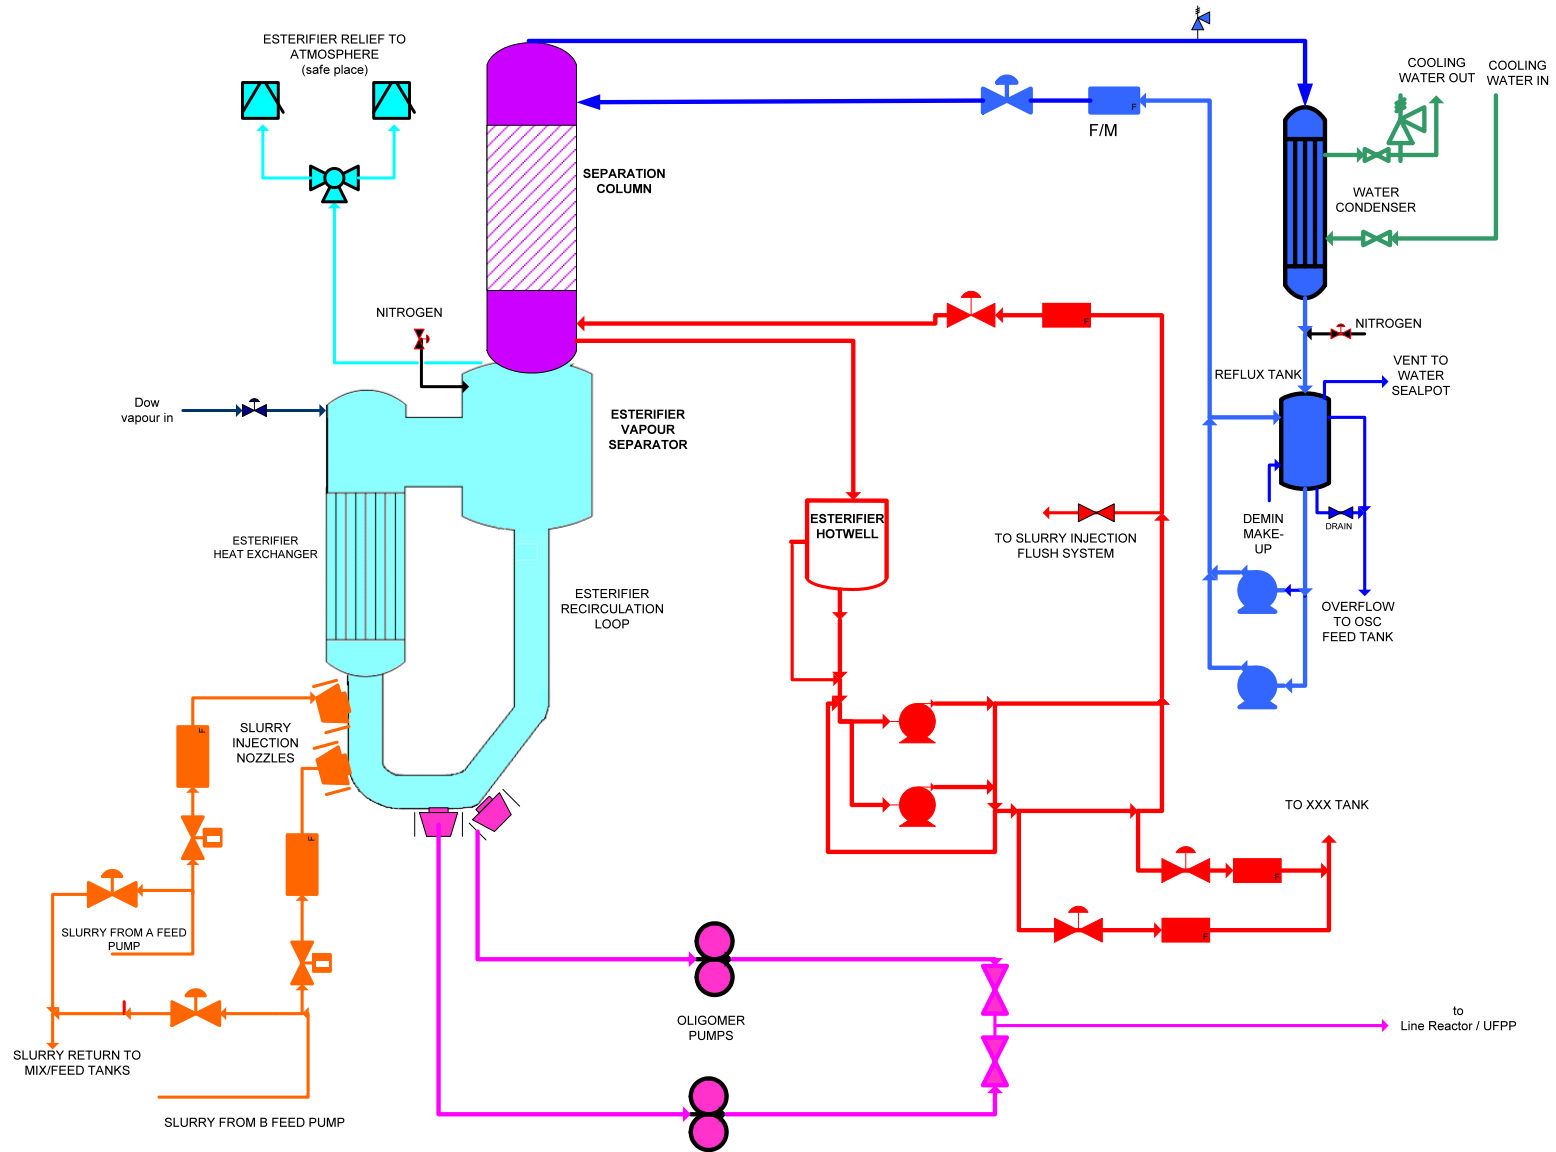 ESTERIFIER RELIEF TO
ATMOSPHERE
(safe place)
COOLING
WATER OUT
COOLING
WATER IN
F
F/M
SEPARATION
COLUMN
WATER
CONDENSER
NITROGEN
F
NITROGEN
VENT TO
WATER
SEALPOT
REFLUX TANK
Dow
vapour in
ESTERIFIER
VAPOUR
SEPARATOR
ESTERIFIER
HOTWELL
DEMIN
MAKE-
UP
DRAIN
ESTERIFIER
HEAT EXCHANGER
TO SLURRY INJECTION
FLUSH SYSTEM
ESTERIFIER
RECIRCULATION
LOOP
OVERFLOW
TO OSC
FEED TANK
F
SLURRY
INJECTION
NOZZLES
TO XXX TANK
F
F
F
SLURRY FROM A FEED
PUMP
OLIGOMER
PUMPS
to
Line Reactor / UFPP
SLURRY RETURN TO
MIX/FEED TANKS
SLURRY FROM B FEED PUMP